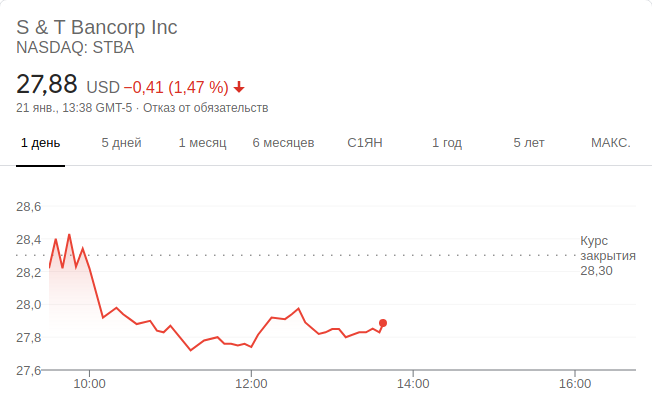 S & T Bancorp Inc
NASDAQ: STBA
27,88 USD −0,41 (1,47 %)
21 янв., 13:38 GMT-5 · Отказ от обязательств
1 день 5 дней 1 месяц 6 месяцев С1ЯН 1 год 5 лет МАКС.
28,6
28,4
Курс
закрытия
28,30
28,2
28,0
27,8
27,6
10:00 12:00 14:00 16:00